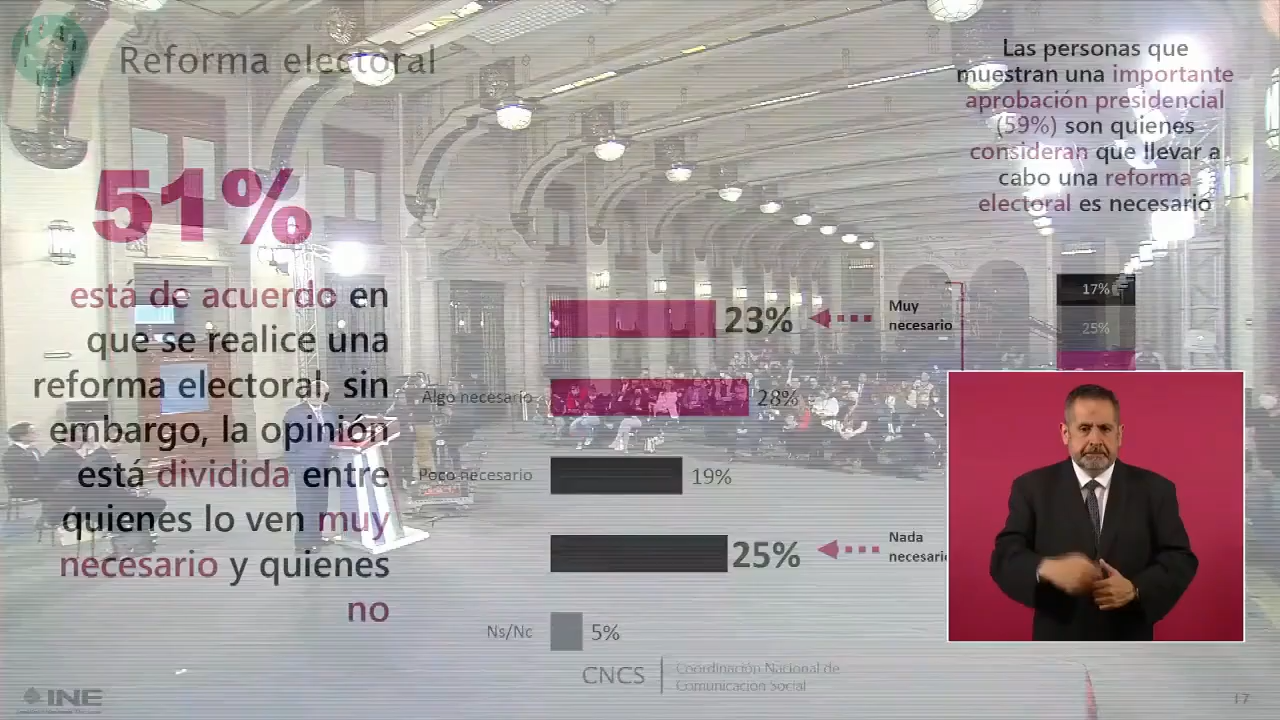 Reforma electoral
51%
está de acuerdo en
que se realice una
reforma electoral, sin
embargo, la opinión
está dividida entre
quienes lo ven muy
necesario y quienes
no
Las personas que
muestran una importante
aprobación presidencial
(59%) son quienes
consideran que llevar a
cabo una reforma
electoral es necesario
23%
Muy
necesario
Algo necesario
28%
Poco necesario
19%
25%
Nada
Ns/Nc
5%
17%
25%
CNCS
Coordinación Nacional de
Comunicación Social
INE
17